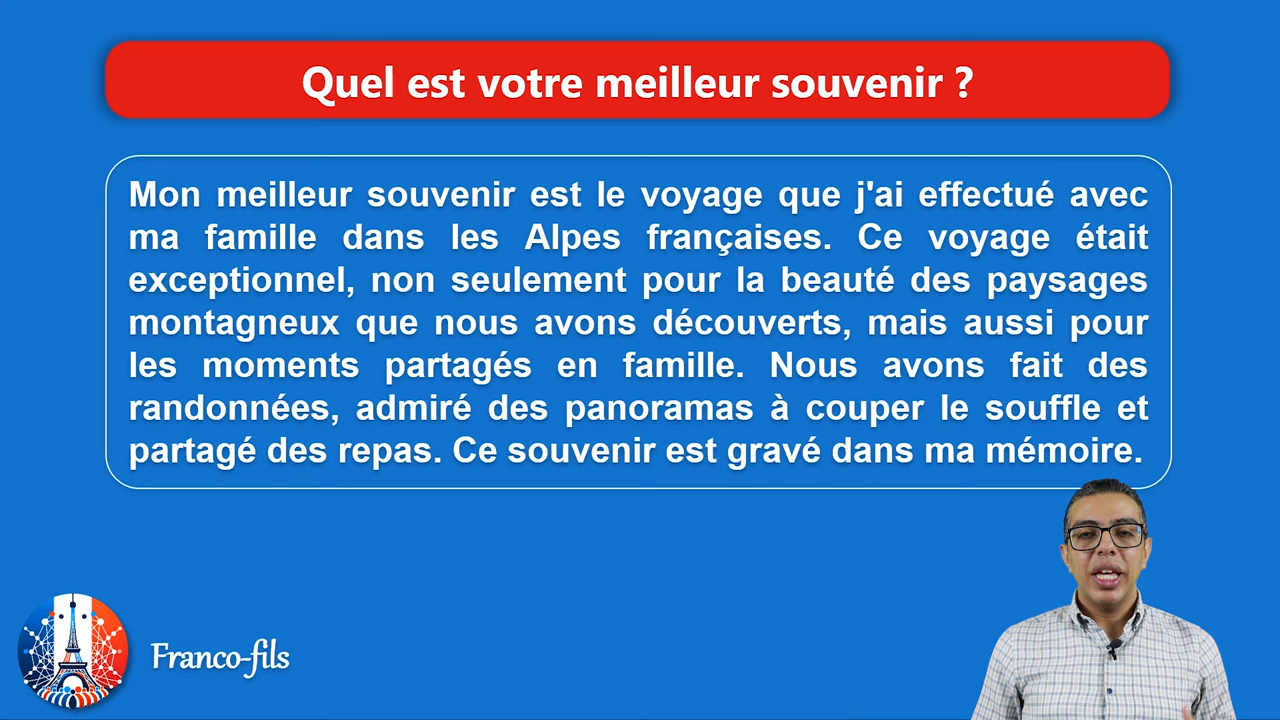 Quel est votre meilleur souvenir ?
Mon meilleur souvenir est le voyage que j'ai effectué avec
ma famille dans les Alpes françaises. Ce voyage était
exceptionnel, non seulement pour la beauté des paysages
montagneux que nous avons découverts, mais aussi pour
les moments partagés en famille. Nous avons fait des
randonnées, admiré des panoramas à couper le souffle et
partagé des repas. Ce souvenir est gravé dans ma mémoire.
Franco-fils